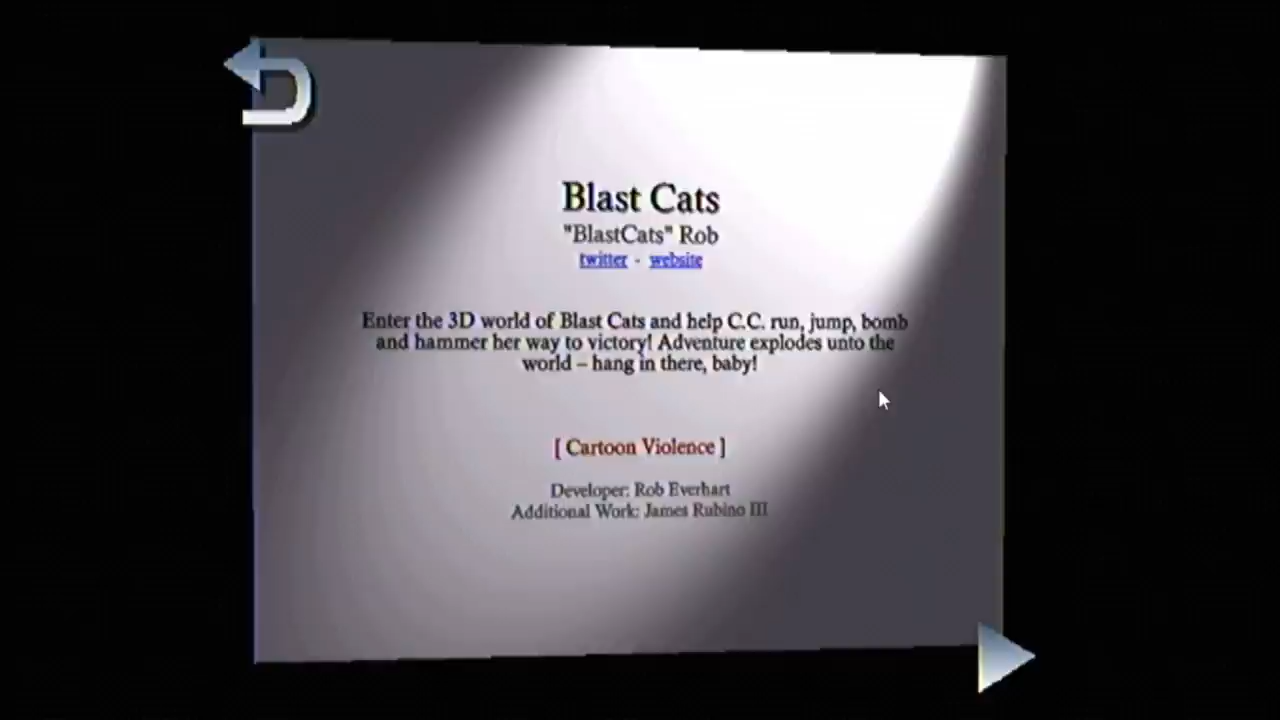 Blast Cats
"BlastCats" Rob
twitter - website
Enter the 3D world of Blast Cats and help C.C. run, jump, bomb
and hammer her way to victory! Adventure explodes unto the
world – hang in there, baby!
[ Cartoon Violence ]
Developer: Rob Everhart
Additional Work: James Rubino III